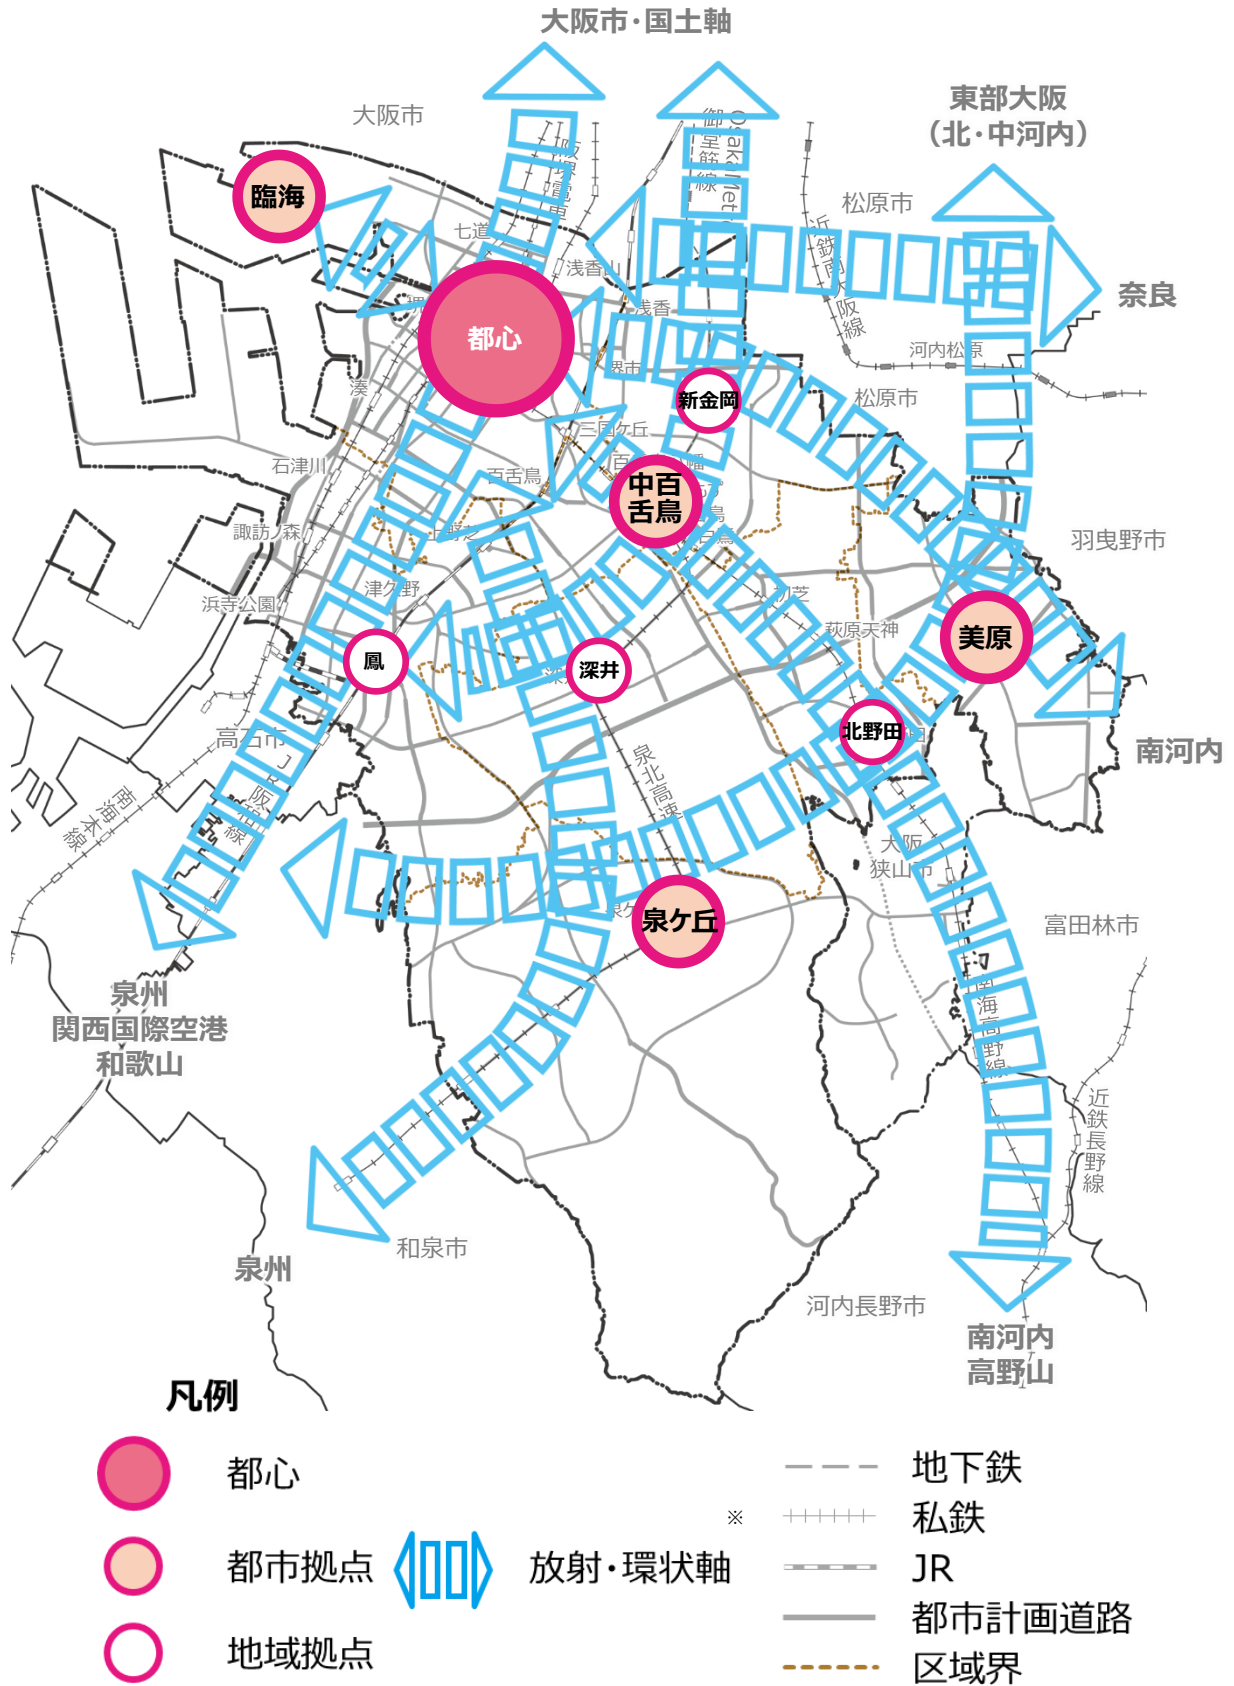 大阪市・国土軸
大阪市
東部大阪
（北・中河内）
阪堺電車
御堂筋線
松原市
近鉄南大阪線
臨海
七道
浅香山
浅香
奈良
都心
堺市
河内松原
湊
新金岡
松原市
三国ケ丘
石津川
百舌鳥
中百
舌鳥
諏訪ノ森
上野芝
羽曳野市
津久野
初芝
浜寺公園
萩原天神
美原
鳳
深井
北野田
高石市
南河内
泉北高速
南海本線
大阪
狭山市
泉ケ丘
富田林市
泉州
関西国際空港
和歌山
南海高野線
近鉄長野線
和泉市
泉州
河内長野市
南河内
高野山
凡例
都心
都市拠点
地域拠点
放射・環状軸
※
地下鉄
私鉄
JR
都市計画道路
区域界